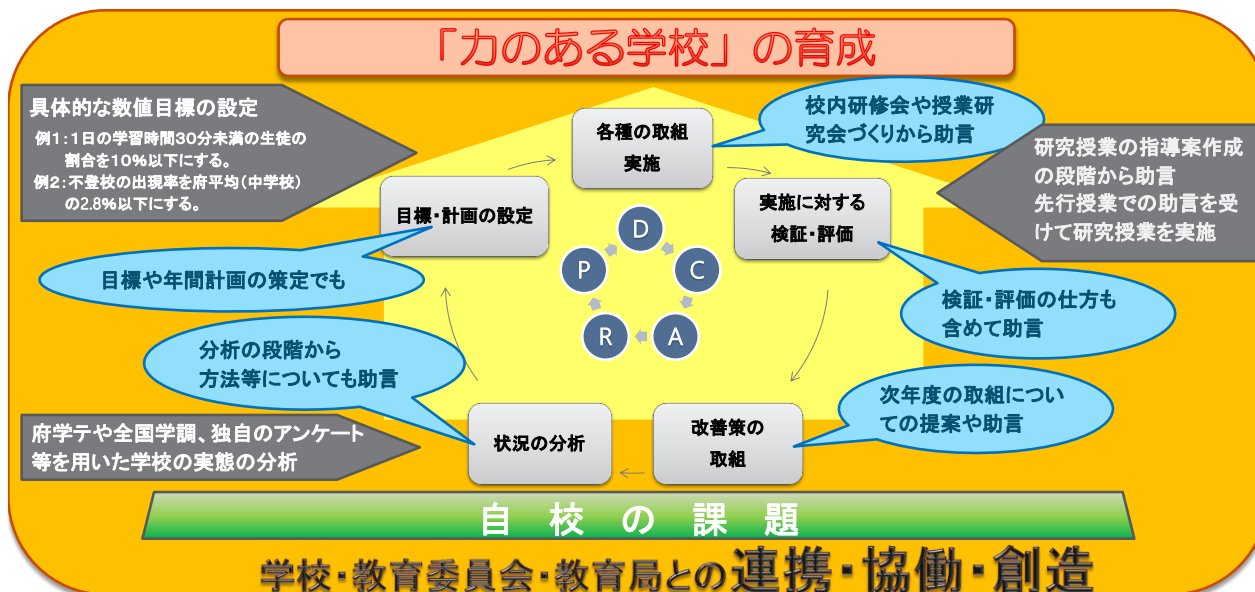 「力のある学校」の育成
具体的な数値目標の設定
例1:1日の学習時間30分未満の生徒の
割合を10%以下にする。
例2:不登校の出現率を府平均(中学校)
の2.8%以下にする。
各種の取組
実施
校内研修会や授業研
究会づくりから助言
研究授業の指導案作成
の段階から助言
先行授業での助言を受
けて研究授業を実施
目標・計画の設定
実施に対する
検証・評価
D
P
C
R
A
目標や年間計画の策定でも
検証・評価の仕方も
含めて助言
分析の段階から
方法等についても助言
次年度の取組につい
ての提案や助言
府学テや全国学調、独自のアンケート
等を用いた学校の実態の分析
状況の分析
改善策の
取組
自校の課題
学校・教育委員会・教育局との連携・協働・創造